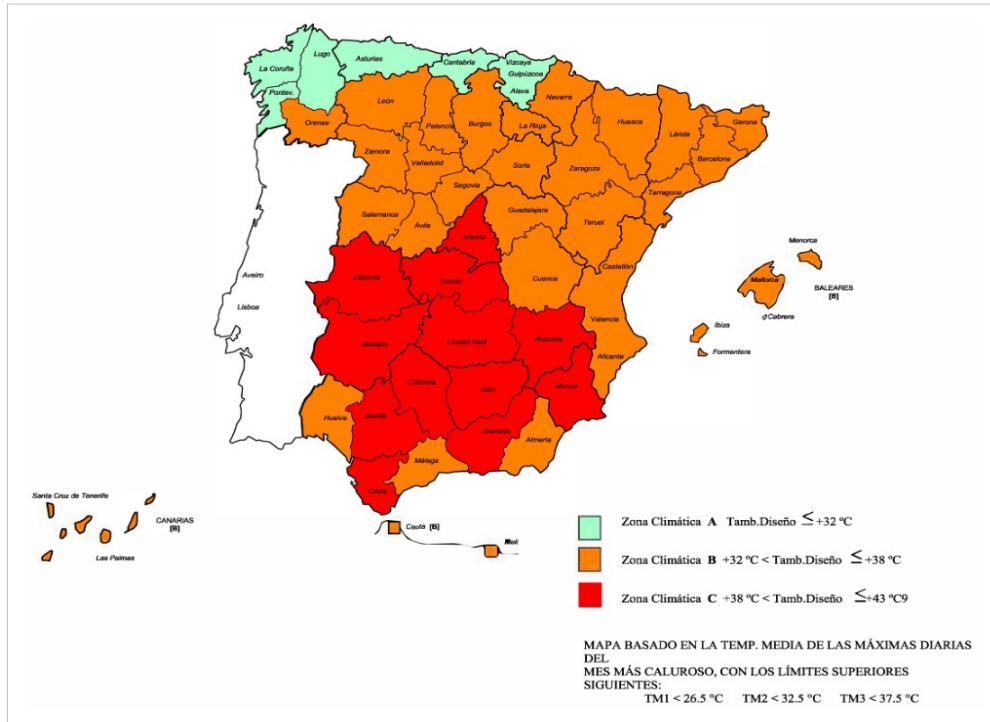 Lugo
La Coruña
Asturias
Cantabria
Vizcaya
Guipúzcoa
Alava
Pontev.
Orense
León
Palencia
Burgos
La Rioja
Navarra
Huesca
Lérida
Gerona
Barcelona
Tarragona
Zamora
Valladolid
Soria
Zaragoza
Segovia
Salamanca
Ávila
Guadalajara
Teruel
Madrid
Castellón
Cáceres
Toledo
Cuenca
Valencia
Aveiro
Lisboa
Badajoz
Ciudad Real
Albacete
Alicante
Menorca
Mallorca
BALEARES
[B]
Cabrera
Ibiza
Formentera
Córdoba
Jaén
Murcia
Huelva
Sevilla
Granada
Almería
Málaga
Cádiz
Santa Cruz de Tenerife
CANARIAS
[B]
Las Palmas
Ceuta [B]
Meli
Zona Climática A Tamb.Diseño ≤ +32 ºC
Zona Climática B +32 ºC < Tamb.Diseño ≤ +38 ºC
Zona Climática C +38 ºC < Tamb.Diseño ≤+43 ºC9
MAPA BASADO EN LA TEMP. MEDIA DE LAS MÁXIMAS DIARIAS
DEL
MES MÁS CALUROSO, CON LOS LÍMITES SUPERIORES
SIGUIENTES:
TM1 < 26.5 ºC TM2 < 32.5 ºC TM3 < 37.5 ºC